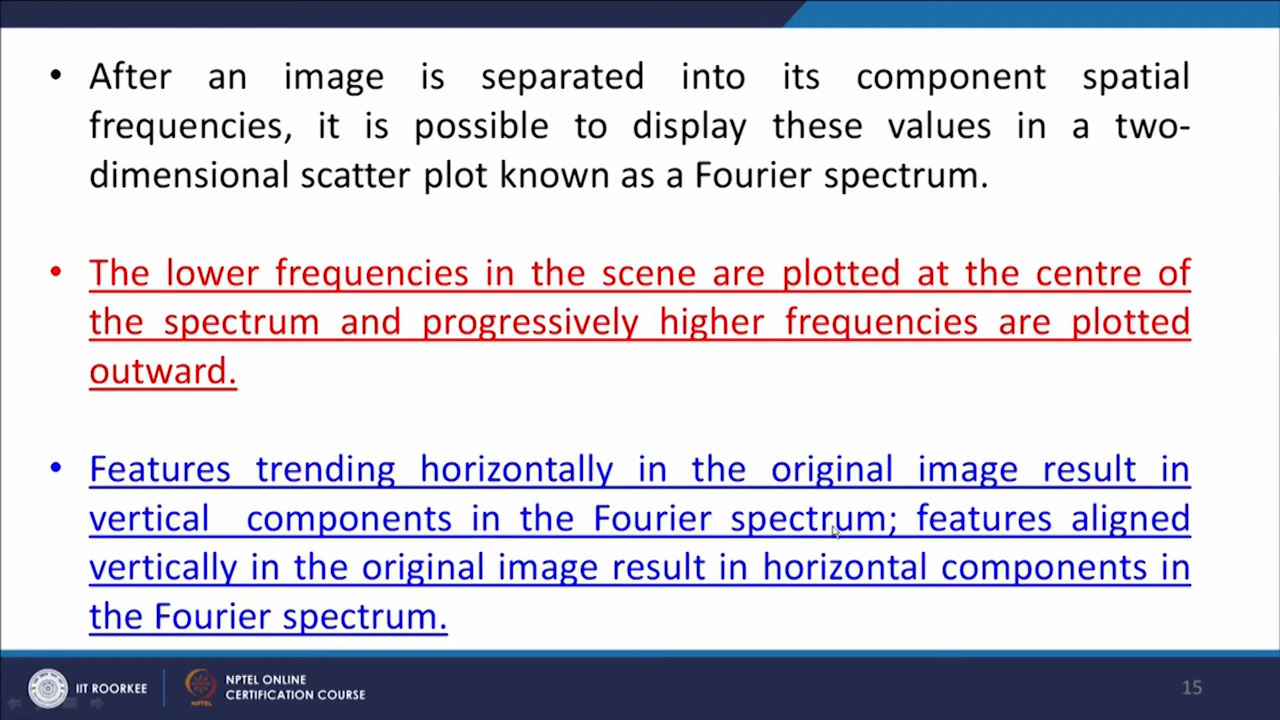 • After an image is separated into its component spatial
frequencies, it is possible to display these values in a two-
dimensional scatter plot known as a Fourier spectrum.
• The lower frequencies in the scene are plotted at the centre of
the spectrum and progressively higher frequencies are plotted
outward.
• Features trending horizontally in the original image result in
vertical components in the Fourier spectrum; features aligned
vertically in the original image result in horizontal components in
the Fourier spectrum.
IIT ROORKEE
NPTEL
NPTEL ONLINE
CERTIFICATION COURSE
15